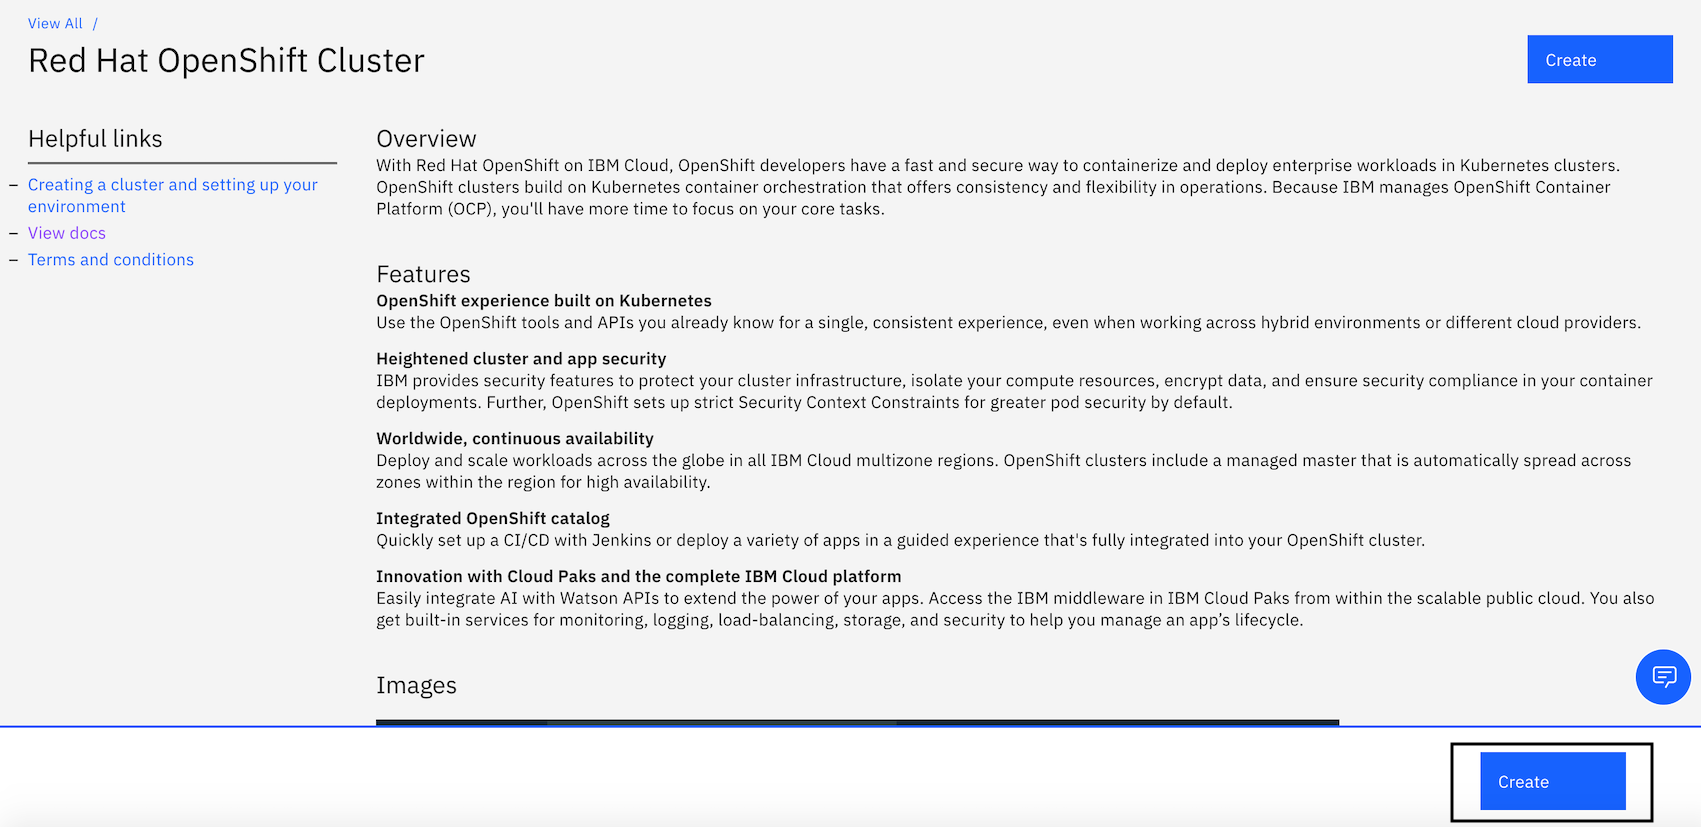 View All /
Red Hat OpenShift Cluster
Create
Helpful links
– Creating a cluster and setting up your
environment
– View docs
– Terms and conditions
Overview
With Red Hat OpenShift on IBM Cloud, OpenShift developers have a fast and secure way to containerize and deploy enterprise workloads in Kubernetes clusters.
OpenShift clusters build on Kubernetes container orchestration that offers consistency and flexibility in operations. Because IBM manages OpenShift Container
Platform (OCP), you'll have more time to focus on your core tasks.
Features
OpenShift experience built on Kubernetes
Use the OpenShift tools and APIs you already know for a single, consistent experience, even when working across hybrid environments or different cloud providers.
Heightened cluster and app security
IBM provides security features to protect your cluster infrastructure, isolate your compute resources, encrypt data, and ensure security compliance in your container
deployments. Further, OpenShift sets up strict Security Context Constraints for greater pod security by default.
Worldwide, continuous availability
Deploy and scale workloads across the globe in all IBM Cloud multizone regions. OpenShift clusters include a managed master that is automatically spread across
zones within the region for high availability.
Integrated OpenShift catalog
Quickly set up a CI/CD with Jenkins or deploy a variety of apps in a guided experience that's fully integrated into your OpenShift cluster.
Innovation with Cloud Paks and the complete IBM Cloud platform
Easily integrate AI with Watson APIs to extend the power of your apps. Access the IBM middleware in IBM Cloud Paks from within the scalable public cloud. You also
get built-in services for monitoring, logging, load-balancing, storage, and security to help you manage an app’s lifecycle.
Images
Create